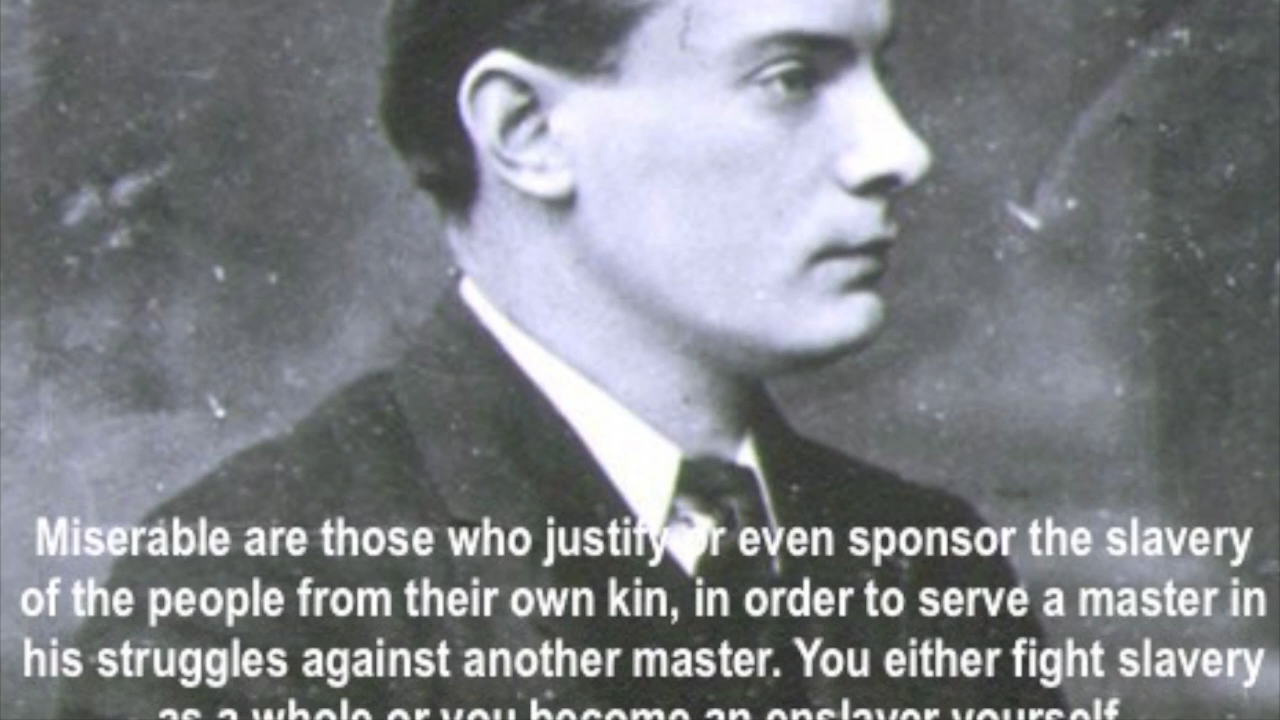 Miserable are those who justify or even sponsor the slavery
of the people from their own kin, in order to serve a master in
his struggles against another master. You either fight slavery
as a whole or you become an enslaver yourself